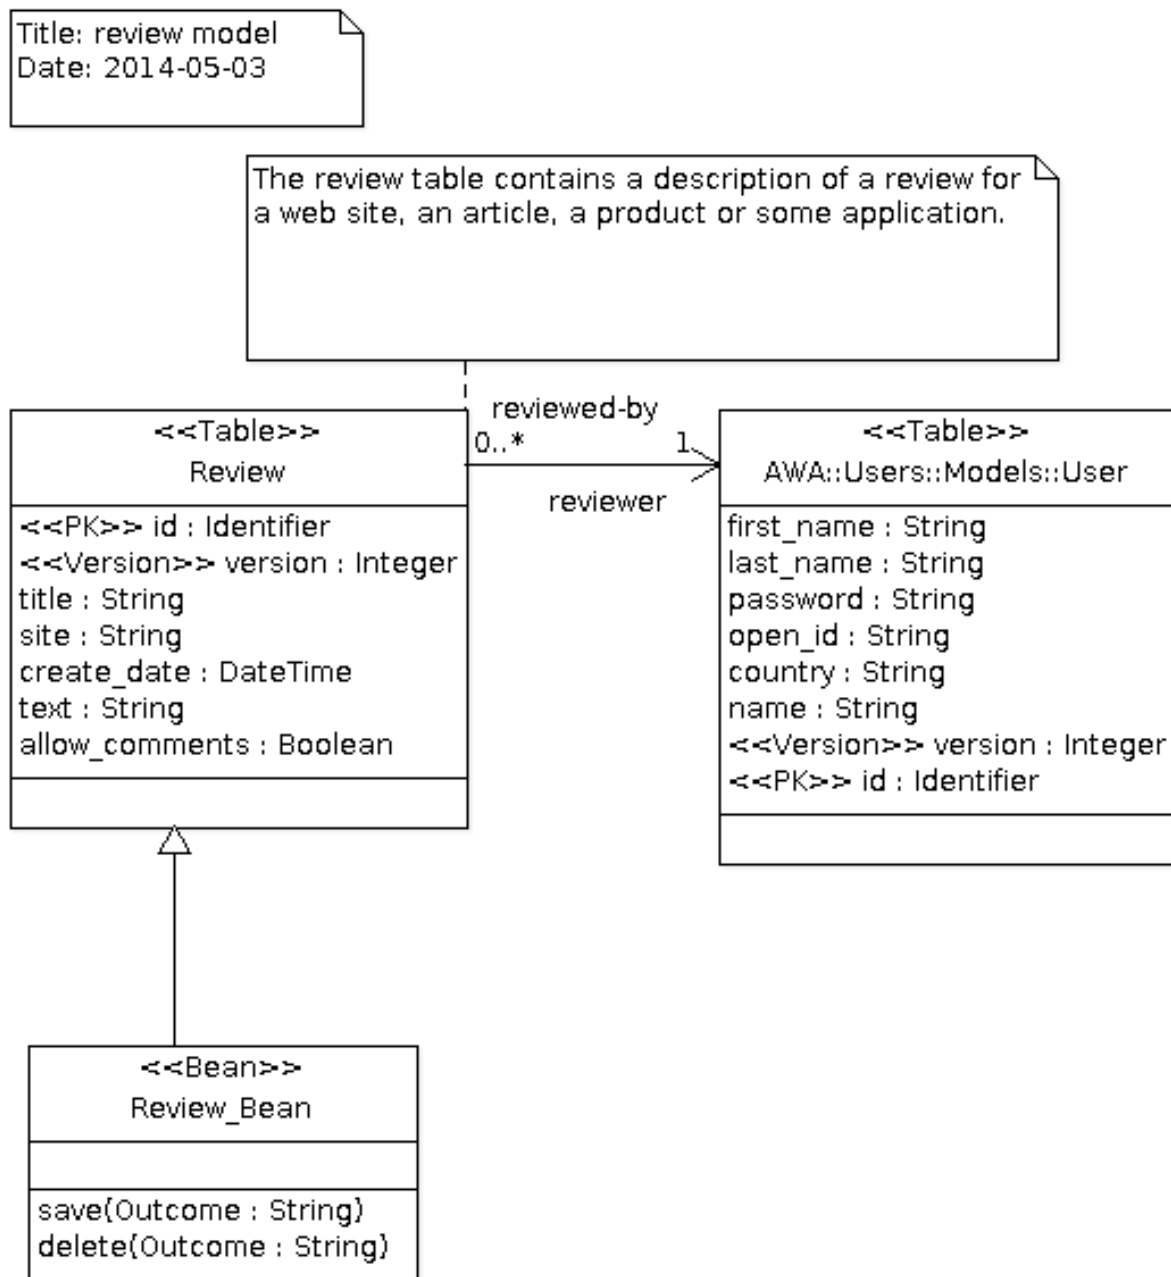 Title: review model
Date: 2014-05-03
The review table contains a description of a review for
a web site, an article, a product or some application.
<<Table>>
Review
<<PK>> id : Identifier
<<Version>> version : Integer
title : String
site : String
create_date : DateTime
text : String
allow_comments : Boolean
reviewed-by
0..*
1
reviewer
<<Table>>
AWA::Users::Models::User
first_name : String
last_name : String
password : String
open_id : String
country : String
name : String
<<Version>> version : Integer
<<PK>> id : Identifier
<<Bean>>
Review_Bean
save(Outcome : String)
delete(Outcome : String)